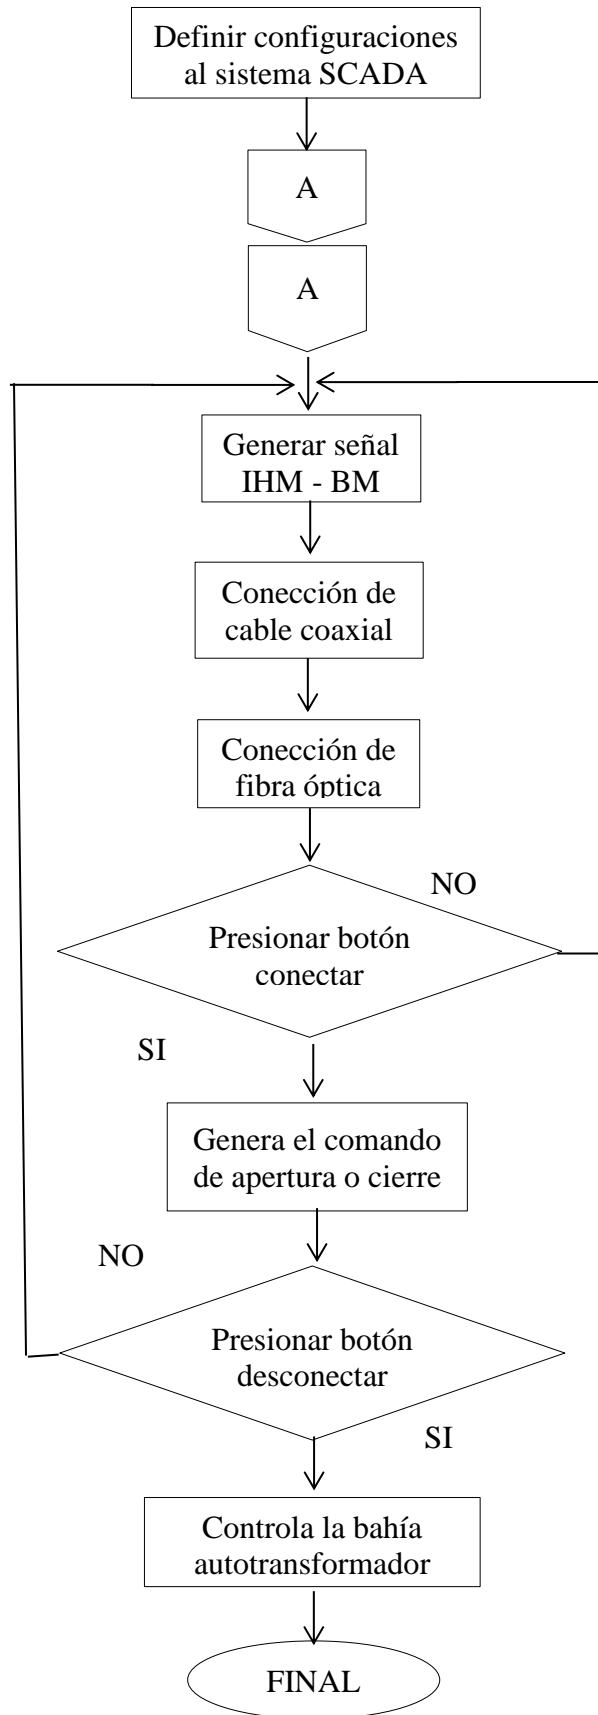 Definir configuraciones
al sistema SCADA
A
A
Generar señal
IHM - BM
Conección de
cable coaxial
Conección de
fibra óptica
NO
Presionar botón
conectar
SI
Genera el comando
de apertura o cierre
NO
Presionar botón
desconectar
SI
Controla la bahía
autotransformador
FINAL